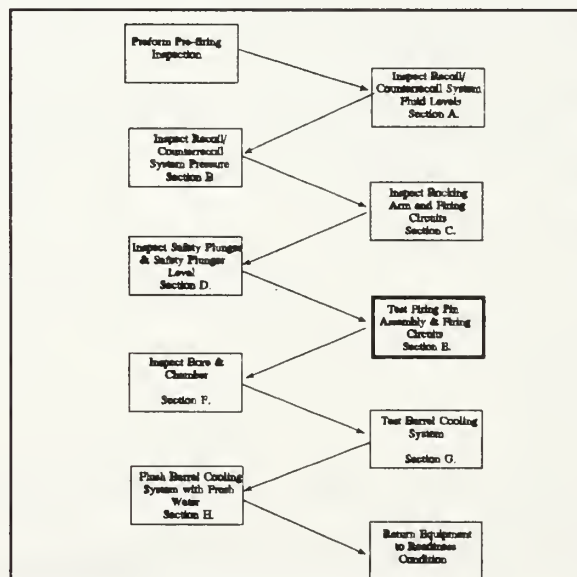 Preform Pre-firing
Inspection
Inspect Recoil/
Counterrecoil System
Fluid Levels
Section A.
Inspect Recoil/
Counterrecoil
System Pressure
Section B
Inspect Rocking
Arm and Firing
Circuits
Section C.
Inspect Safety Plunger
& Safety Plunger
Level
Section D.
Test Firing Pin
Assembly & Firing
Circuits
Section E.
Inspect Bore &
Chamber
Section F.
Test Barrel Cooling
System
Section G.
Flush Barrel Cooling
System with Fresh
Water
Section H.
Return Equipment
to Readiness
Condition